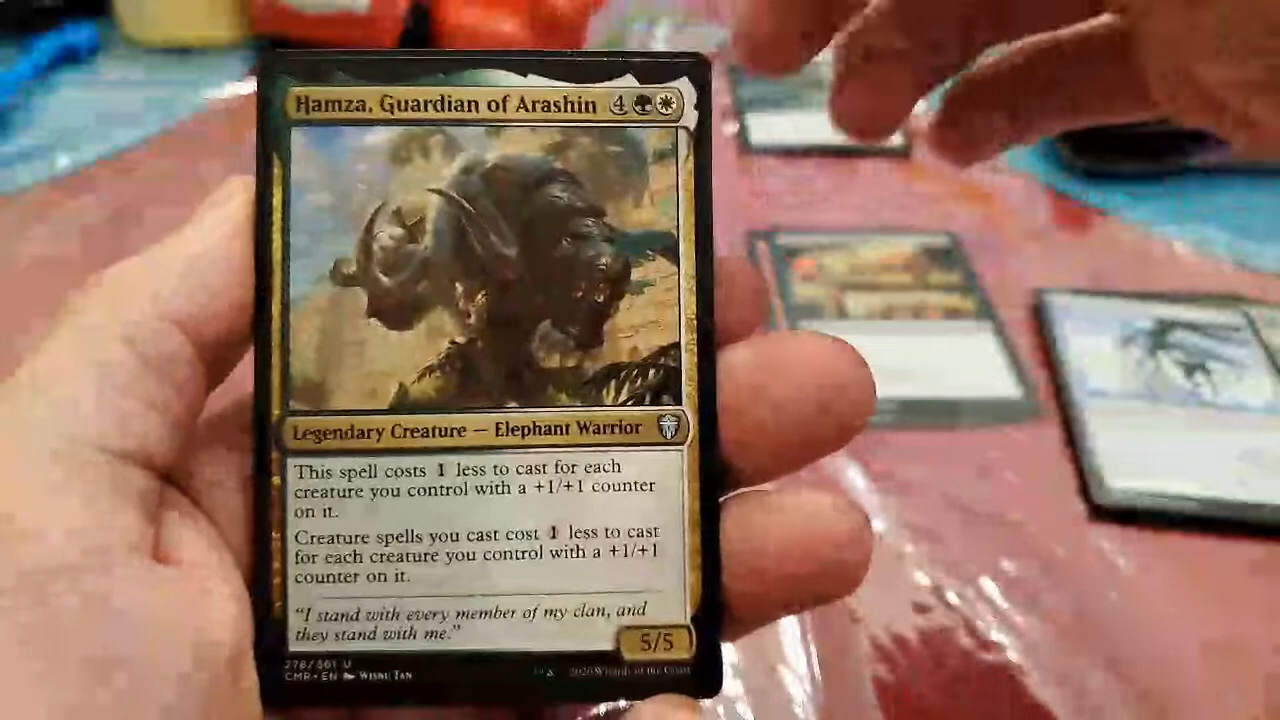 Hamza, Guardian of Arashin 4
Legendary Creature — Elephant Warrior
This spell costs 1 less to cast for each
creature you control with a +1/+1 counter
on it.
Creature spells you cast cost 1 less to cast
for each creature you control with a +1/+1
counter on it.
"I stand with every member of my clan, and
they stand with me."
5/5
278/361 U
CMR • EN Wisnu Tan
2020 Wizards of the Coast